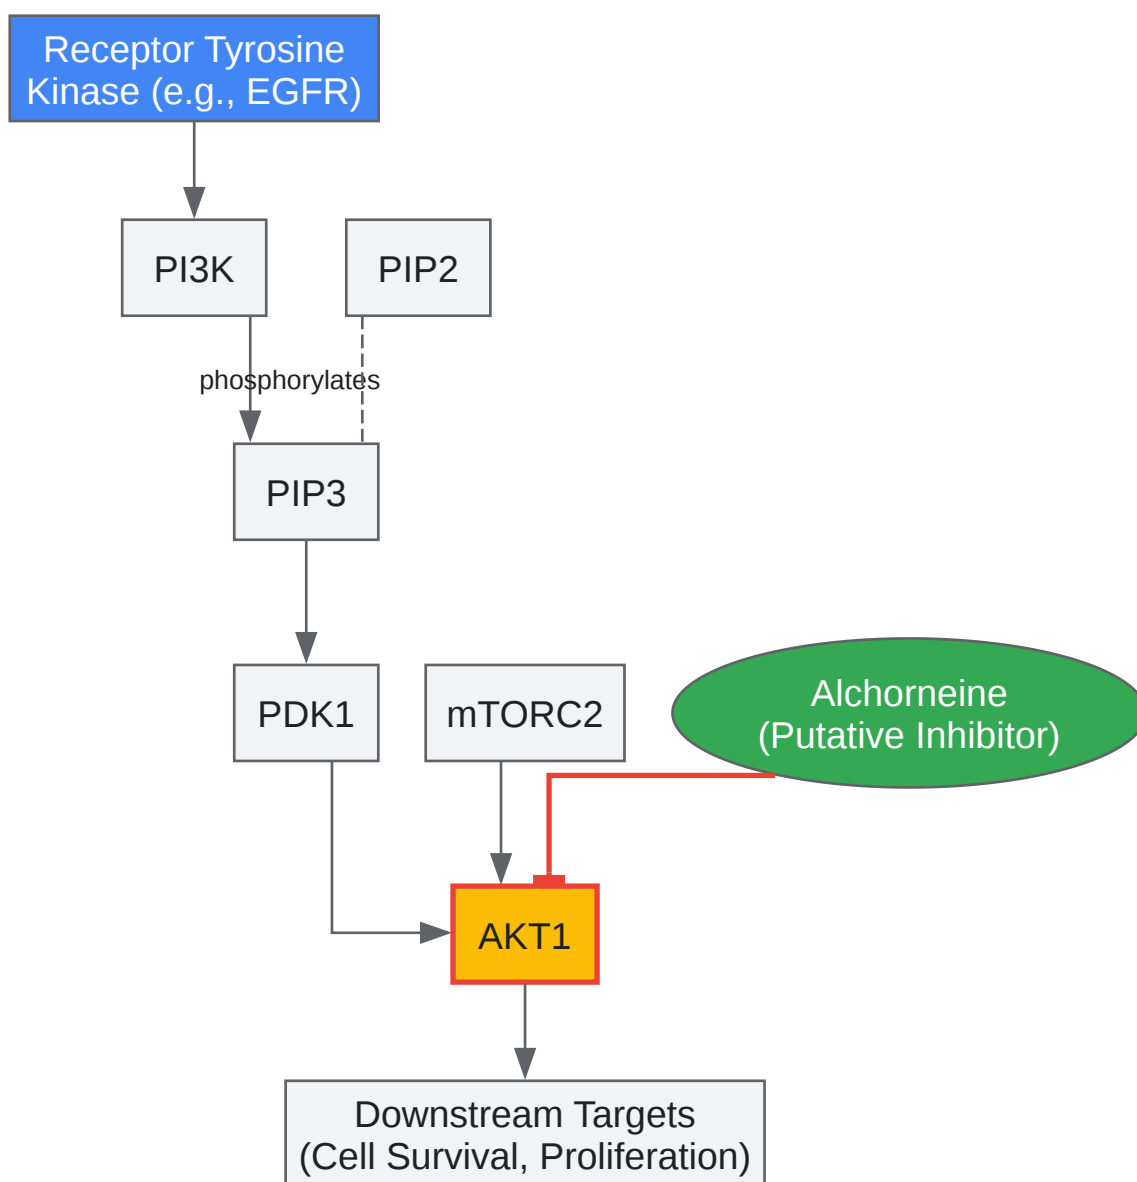 Receptor Tyrosine
Kinase (e.g., EGFR)
PI3K
PIP2
phosphorylates
PIP3
PDK1
mTORC2
Alchorneine
(Putative Inhibitor)
AKT1
Downstream Targets
(Cell Survival, Proliferation)